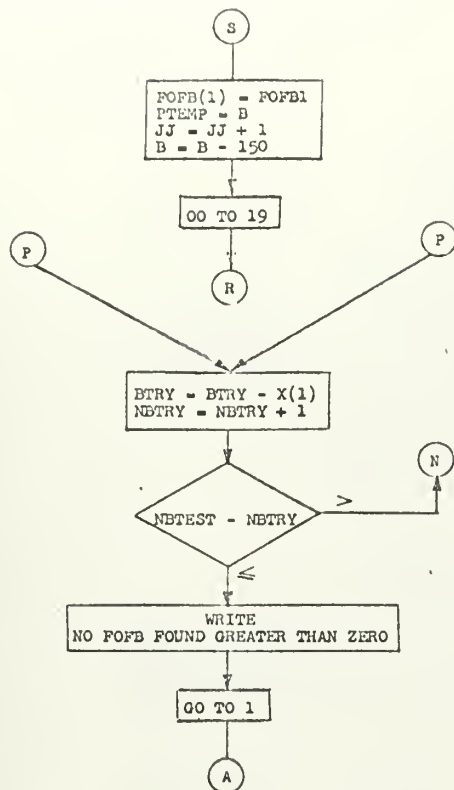 S
FOFB(1) = FOFB1
PTEMP = B
JJ = JJ + 1
B = B - 150
GO TO 19
R
P
P
BTRY = BTRY - X(1)
NBTRY = NBTRY + 1
N
NBTEST - NBTRY
>
≤
WRITE
NO FOFB FOUND GREATER THAN ZERO
GO TO 1
A